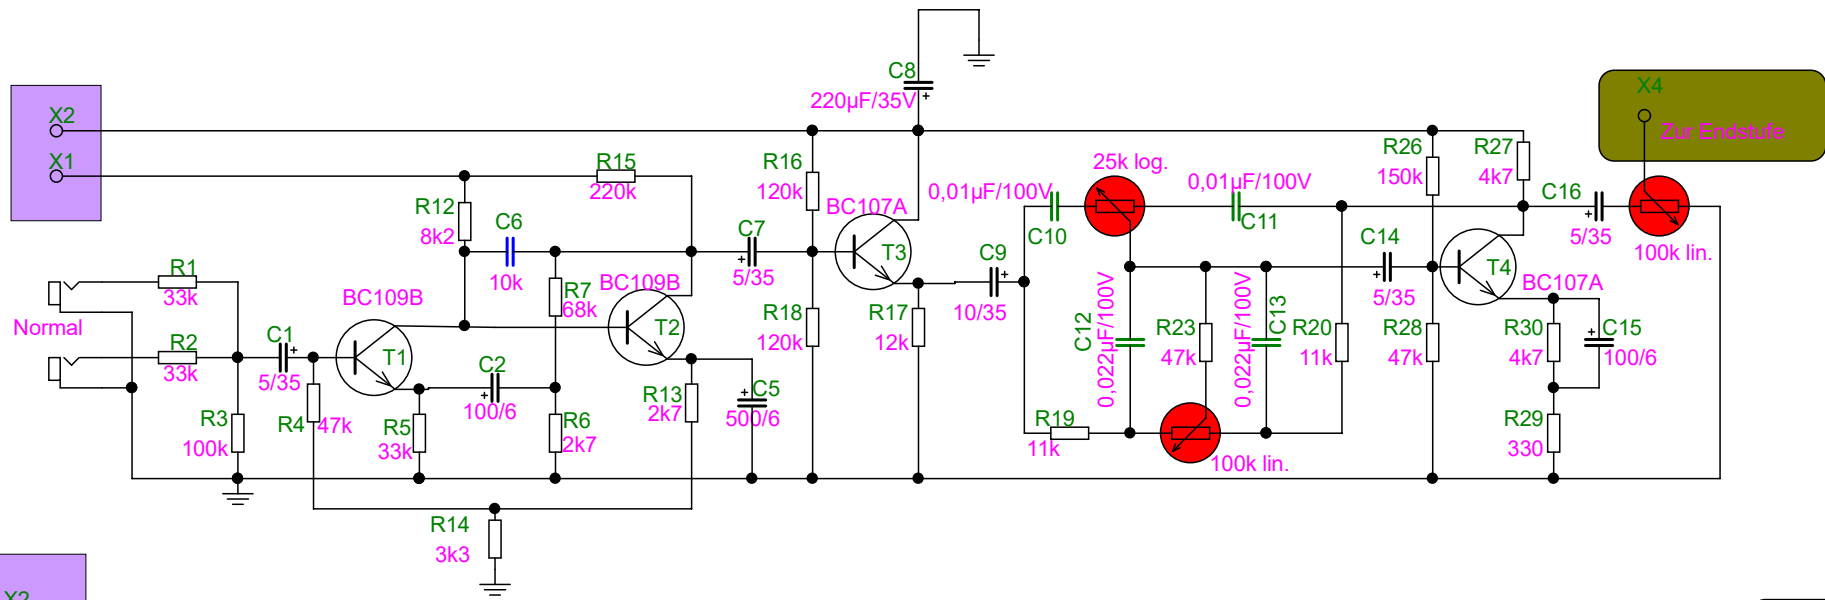 X2
X1
Normal
R1
33k
R2
33k
R3
100k
C1
5/35
R4
47k
BC109B
T1
R5
33k
R12
8k2
C6
10k
C2
100/6
R7
68k
R6
2k7
R15
220k
BC109B
T2
R13
2k7
C5
500/6
R14
3k3
C7
5/35
R16
120k
R18
120k
C8
220µF/35V
BC107A
T3
R17
12k
C9
10/35
0,01µF/100V
C10
25k log.
0,01µF/100V
C11
C12
0,022µF/100V
R23
47k
0,022µF/100V
C13
R20
11k
R19
11k
100k lin.
C14
5/35
R26
150k
R28
47k
R27
4k7
T4
BC107A
R30
4k7
C15
100/6
R29
330
C16
5/35
100k lin.
X4
Zur Endstufe
X2